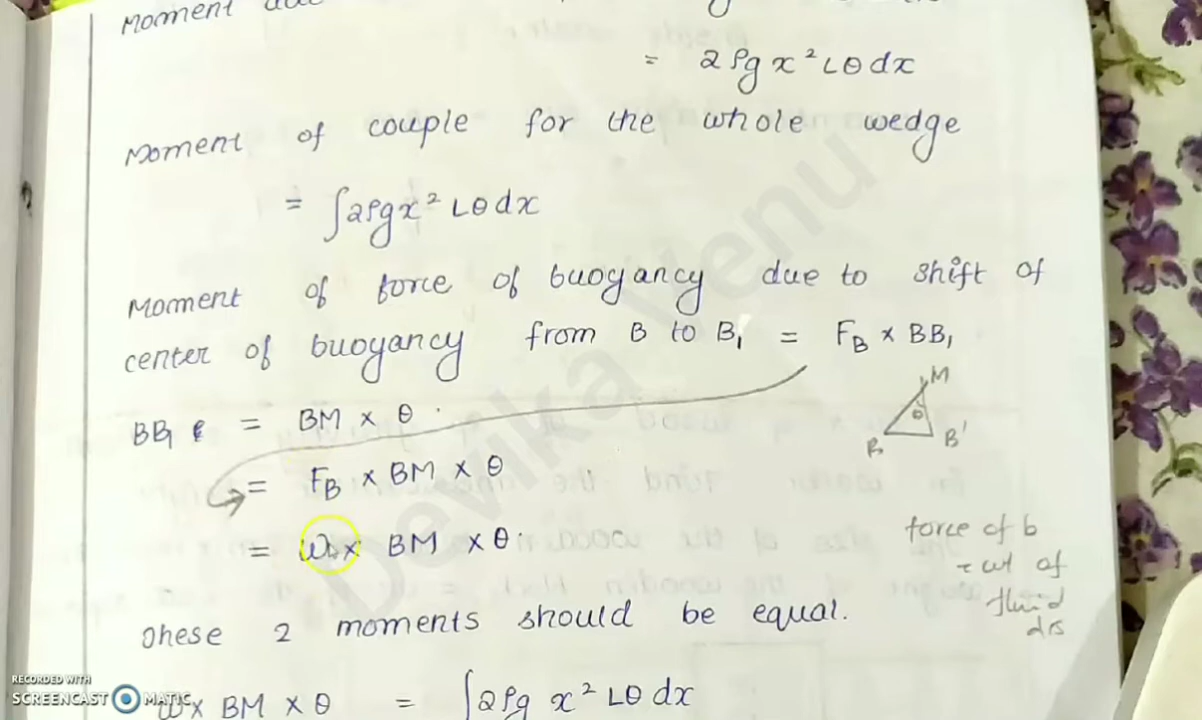 Moment
= 2ρg x² Lθ dx
Moment of couple for the whole wedge
= ∫2ρgx² Lθ dx
Moment of force of buoyancy due to shift of
center of buoyancy from B to B₁ = F_B × BB₁
M
θ
B B'
BB₁ = BM × θ
= F_B × BM × θ
= W × BM × θ
force of b
= wt of
fluid
dis
These 2 moments should be equal.
W × BM × θ = ∫2ρg x² Lθ dx
Devika Venu
RECORDED WITH
SCREENCAST MATIC